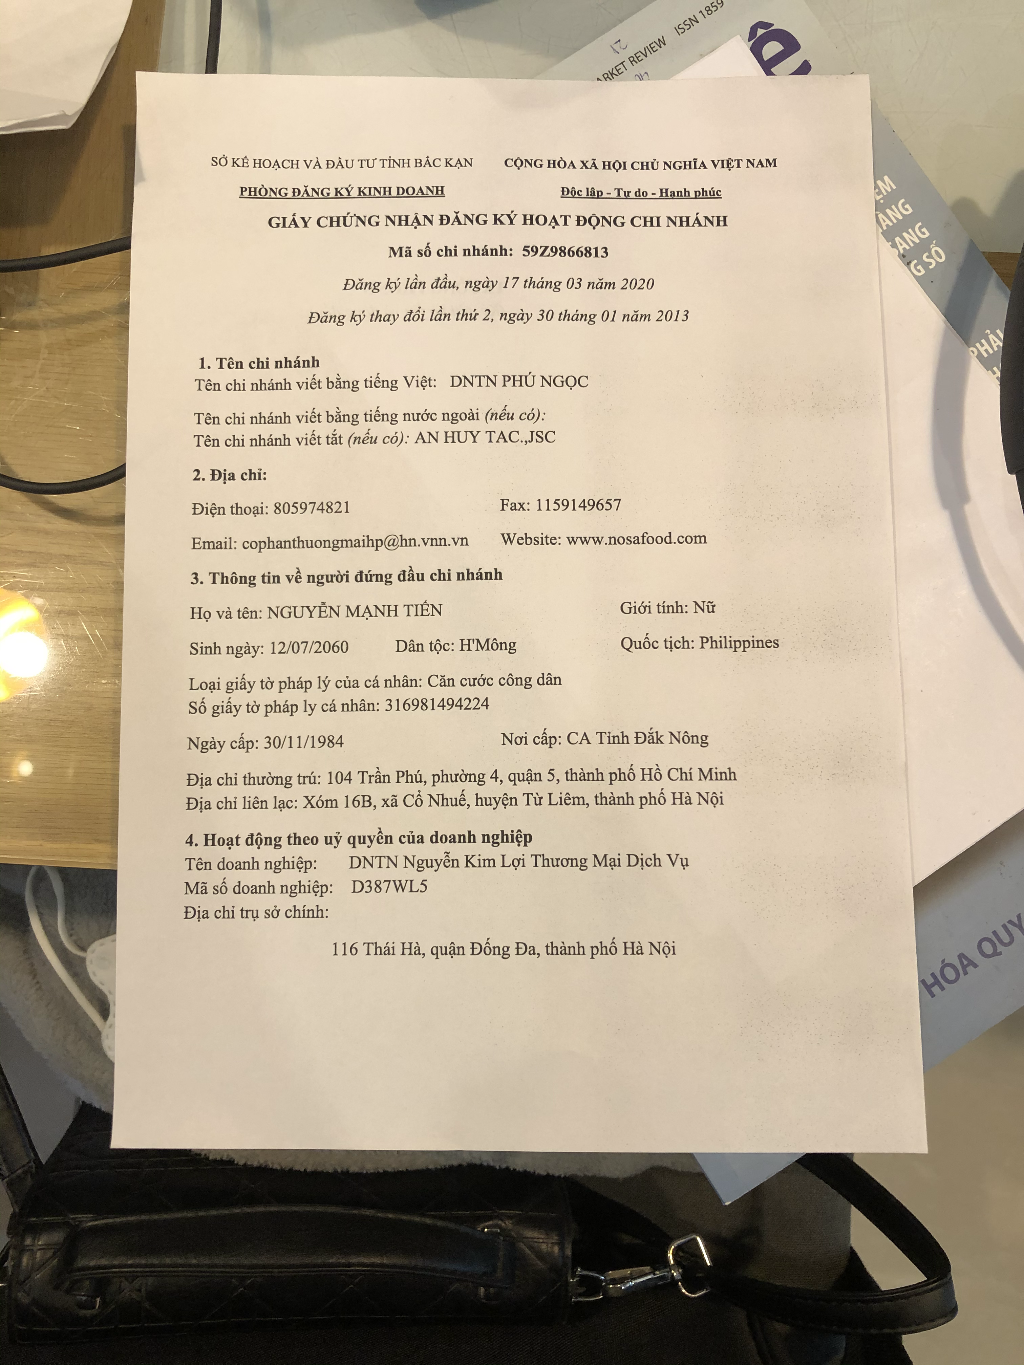 ARKET REVIEW ISSN 1859
21
SỞ KẾ HOẠCH VÀ ĐẦU TƯ TỈNH BẮC KẠN CỘNG HÒA XÃ HỘI CHỦ NGHĨA VIỆT NAM
PHÒNG ĐĂNG KÝ KINH DOANH Độc lập - Tự do - Hạnh phúc
GIẤY CHỨNG NHẬN ĐĂNG KÝ HOẠT ĐỘNG CHI NHÁNH
Mã số chi nhánh: 59Z9866813
Đăng ký lần đầu, ngày 17 tháng 03 năm 2020
Đăng ký thay đổi lần thứ 2, ngày 30 tháng 01 năm 2013
1. Tên chi nhánh
Tên chi nhánh viết bằng tiếng Việt: DNTN PHÚ NGỌC
Tên chi nhánh viết bằng tiếng nước ngoài (nếu có):
Tên chi nhánh viết tắt (nếu có): AN HUY TAC.,JSC
2. Địa chỉ:
Điện thoại: 805974821 Fax: 1159149657
Email: cophanthuongmaihp@hn.vnn.vn Website: www.nosafood.com
3. Thông tin về người đứng đầu chi nhánh
Họ và tên: NGUYỄN MẠNH TIẾN Giới tính: Nữ
Sinh ngày: 12/07/2060 Dân tộc: H'Mông Quốc tịch: Philippines
Loại giấy tờ pháp lý của cá nhân: Căn cước công dân
Số giấy tờ pháp ly cá nhân: 316981494224
Ngày cấp: 30/11/1984 Nơi cấp: CA Tỉnh Đắk Nông
Địa chỉ thường trú: 104 Trần Phú, phường 4, quận 5, thành phố Hồ Chí Minh
Địa chỉ liên lạc: Xóm 16B, xã Cổ Nhuế, huyện Từ Liêm, thành phố Hà Nội
4. Hoạt động theo uỷ quyền của doanh nghiệp
Tên doanh nghiệp: DNTN Nguyễn Kim Lợi Thương Mại Dịch Vụ
Mã số doanh nghiệp: D387WL5
Địa chỉ trụ sở chính:
116 Thái Hà, quận Đống Đa, thành phố Hà Nội
ỆM
ÀNG
SANG
G SỐ
PHẢI
HÓA QUY